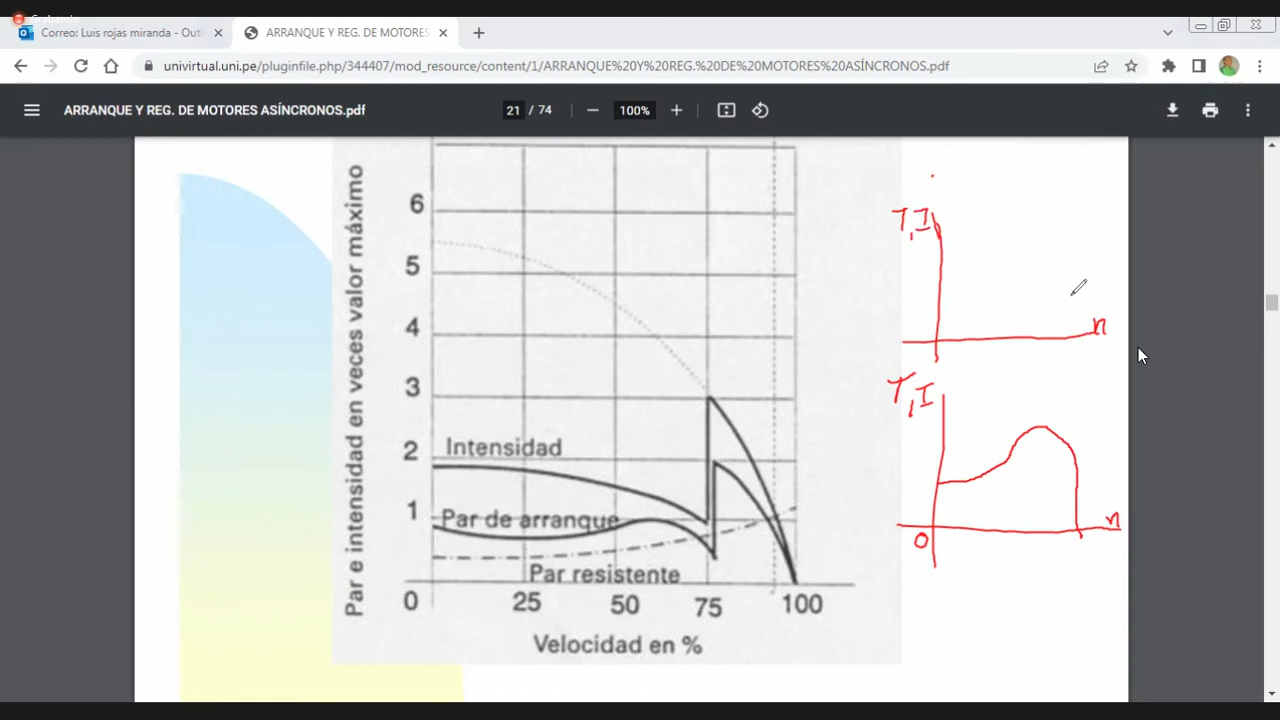 Grabando
Correo: Luis rojas miranda - Outl
ARRANQUE Y REG. DE MOTORES
univirtual.uni.pe/pluginfile.php/344407/mod_resource/content/1/ARRANQUE%20Y%20REG.%20DE%20MOTORES%20ASÍNCRONOS.pdf
ARRANQUE Y REG. DE MOTORES ASÍNCRONOS.pdf
21 / 74
100%
Par e intensidad en veces valor máximo
6
5
4
3
2
1
0
Intensidad
Par de arranque
Par resistente
25
50
75
100
Velocidad en %
T,I
n
T,I
0
n